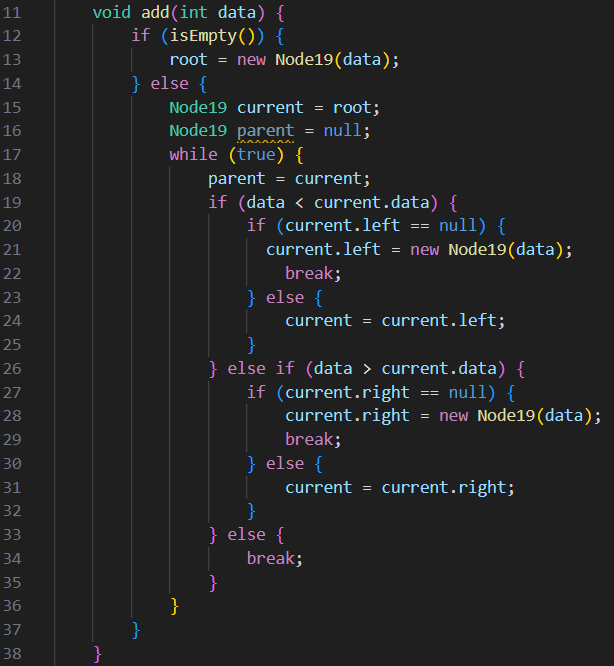 11 void add(int data) {
12 if (isEmpty()) {
13 root = new Node19(data);
14 } else {
15 Node19 current = root;
16 Node19 parent = null;
17 while (true) {
18 parent = current;
19 if (data < current.data) {
20 if (current.left == null) {
21 current.left = new Node19(data);
22 break;
23 } else {
24 current = current.left;
25 }
26 } else if (data > current.data) {
27 if (current.right == null) {
28 current.right = new Node19(data);
29 break;
30 } else {
31 current = current.right;
32 }
33 } else {
34 break;
35 }
36 }
37 }
38 }